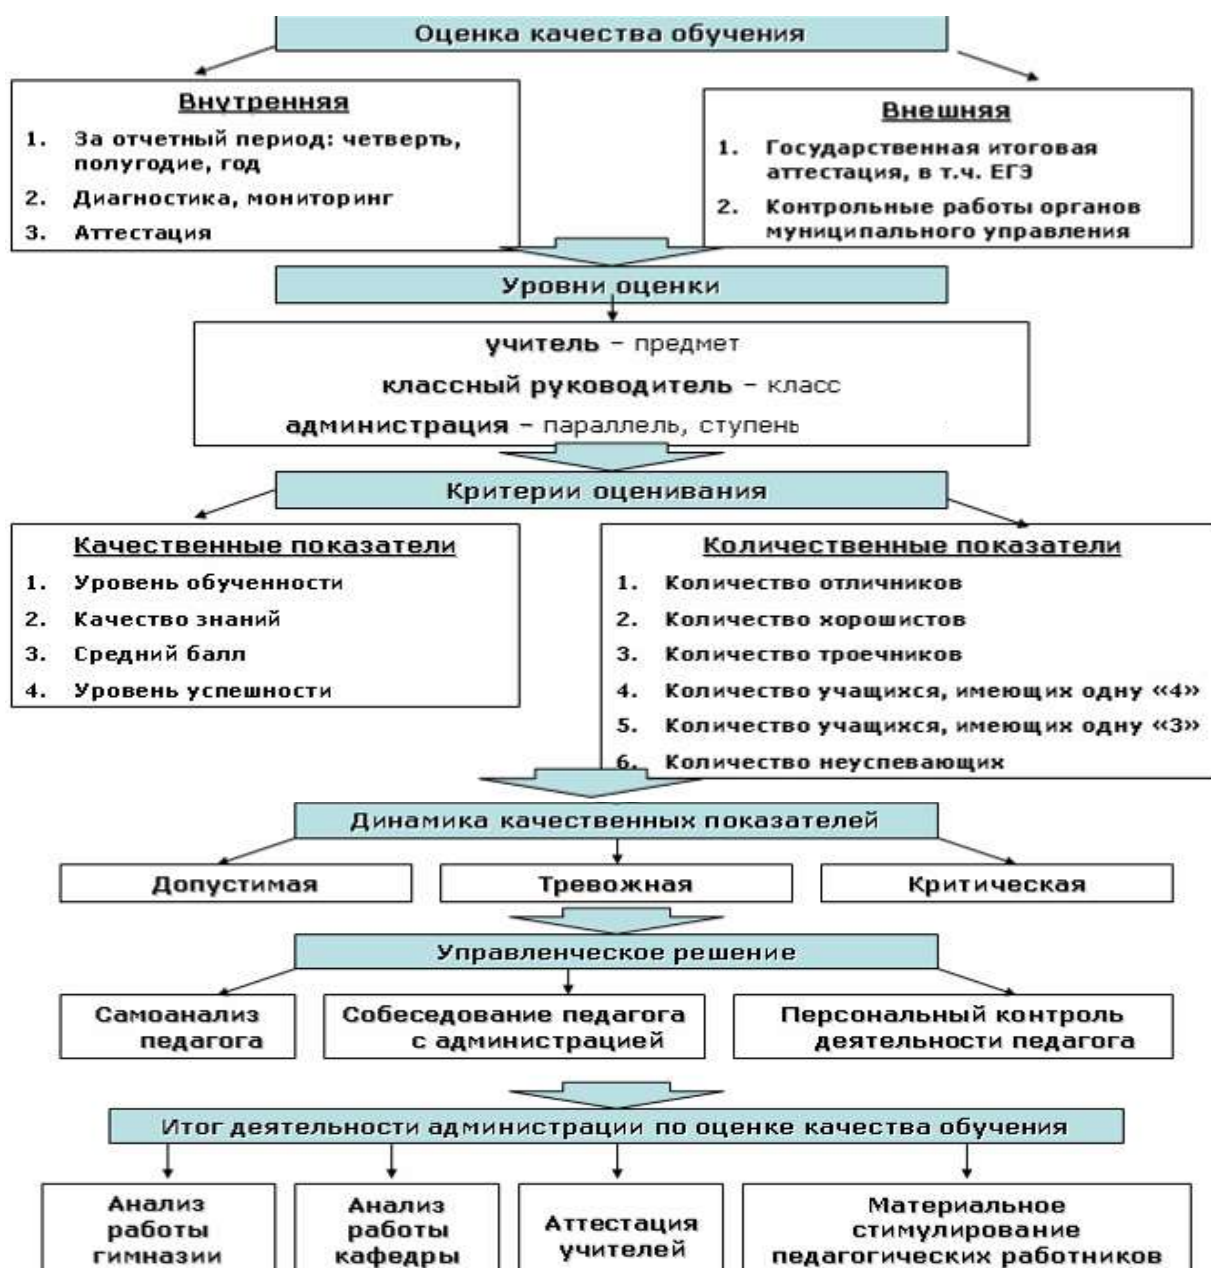 Оценка качества обучения
Внутренняя
1. За отчетный период: четверть,
полугодие, год
2. Диагностика, мониторинг
3. Аттестация
Внешняя
1. Государственная итоговая
аттестация, в т.ч. ЕГЭ
2. Контрольные работы органов
муниципального управления
Уровни оценки
учитель – предмет
классный руководитель – класс
администрация – параллель, ступень
Критерии оценивания
Качественные показатели
1. Уровень обученности
2. Качество знаний
3. Средний балл
4. Уровень успешности
Количественные показатели
1. Количество отличников
2. Количество хорошистов
3. Количество троечников
4. Количество учащихся, имеющих одну «4»
5. Количество учащихся, имеющих одну «3»
6. Количество неуспевающих
Динамика качественных показателей
Допустимая
Тревожная
Критическая
Управленческое решение
Самоанализ
педагога
Собеседование педагога
с администрацией
Персональный контроль
деятельности педагога
Итог деятельности администрации по оценке качества обучения
Анализ
работы
гимназии
Анализ
работы
кафедры
Аттестация
учителей
Материальное
стимулирование
педагогических работников